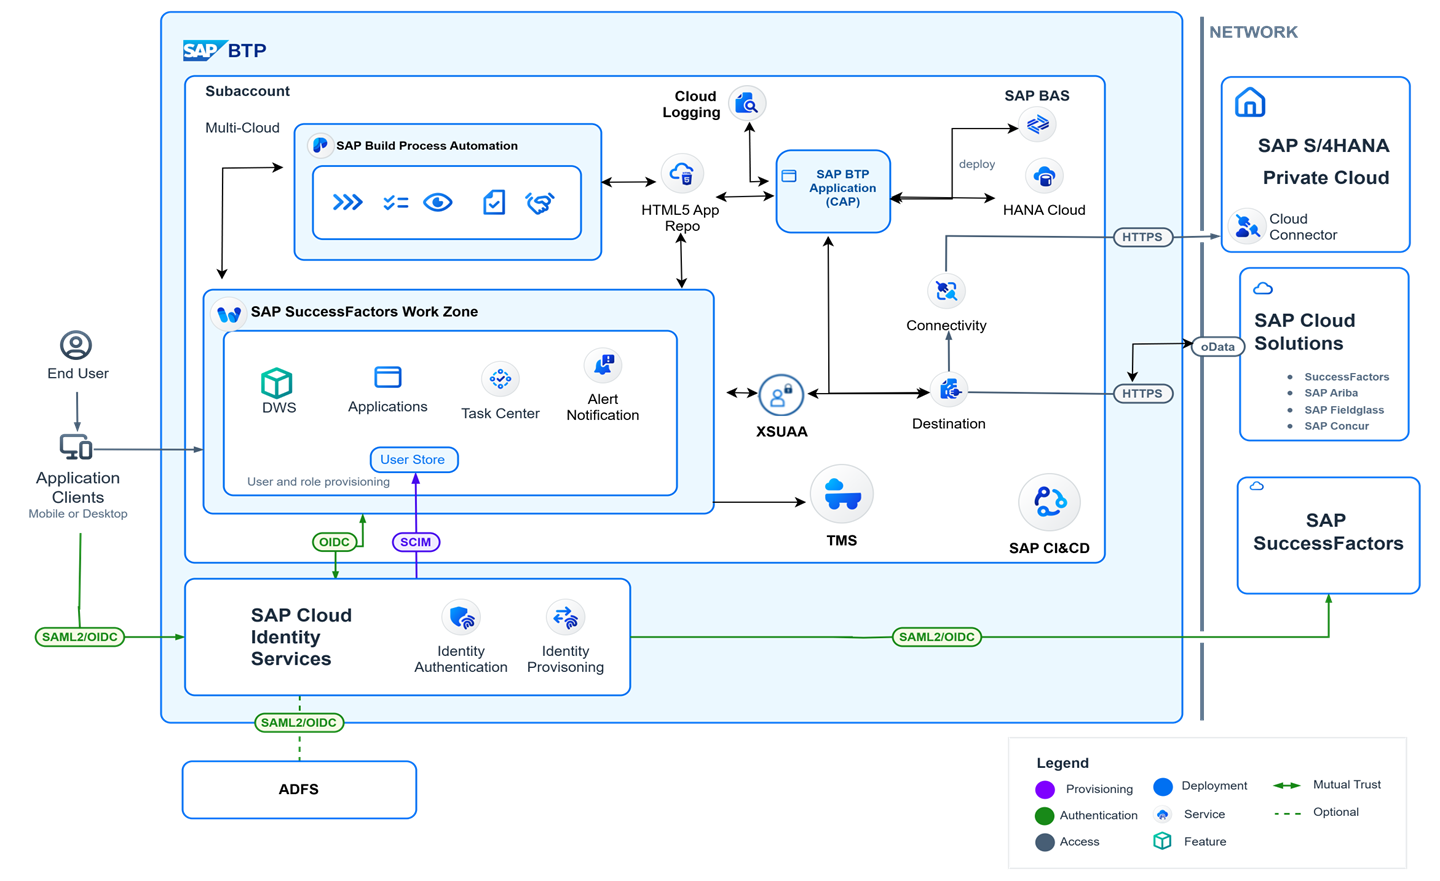 SAP BTP
NETWORK
Subaccount
Multi-Cloud
SAP Build Process Automation
Cloud
Logging
SAP BAS
deploy
SAP BTP
Application
(CAP)
HTML5 App
Repo
HANA Cloud
SAP S/4HANA
Private Cloud
Cloud
Connector
HTTPS
Connectivity
SAP SuccessFactors Work Zone
DWS
Applications
Task Center
Alert
Notification
User Store
User and role provisioning
End User
Application
Clients
Mobile or Desktop
XSUAA
Destination
HTTPS
oData
SAP Cloud
Solutions
SuccessFactors
SAP Ariba
SAP Fieldglass
SAP Concur
TMS
SAP CI&CD
SAP
SuccessFactors
OIDC
SCIM
SAML2/OIDC
SAP Cloud
Identity
Services
Identity
Authentication
Identity
Provisoning
SAML2/OIDC
SAML2/OIDC
ADFS
Legend
Provisioning
Deployment
Mutual Trust
Authentication
Service
Optional
Access
Feature